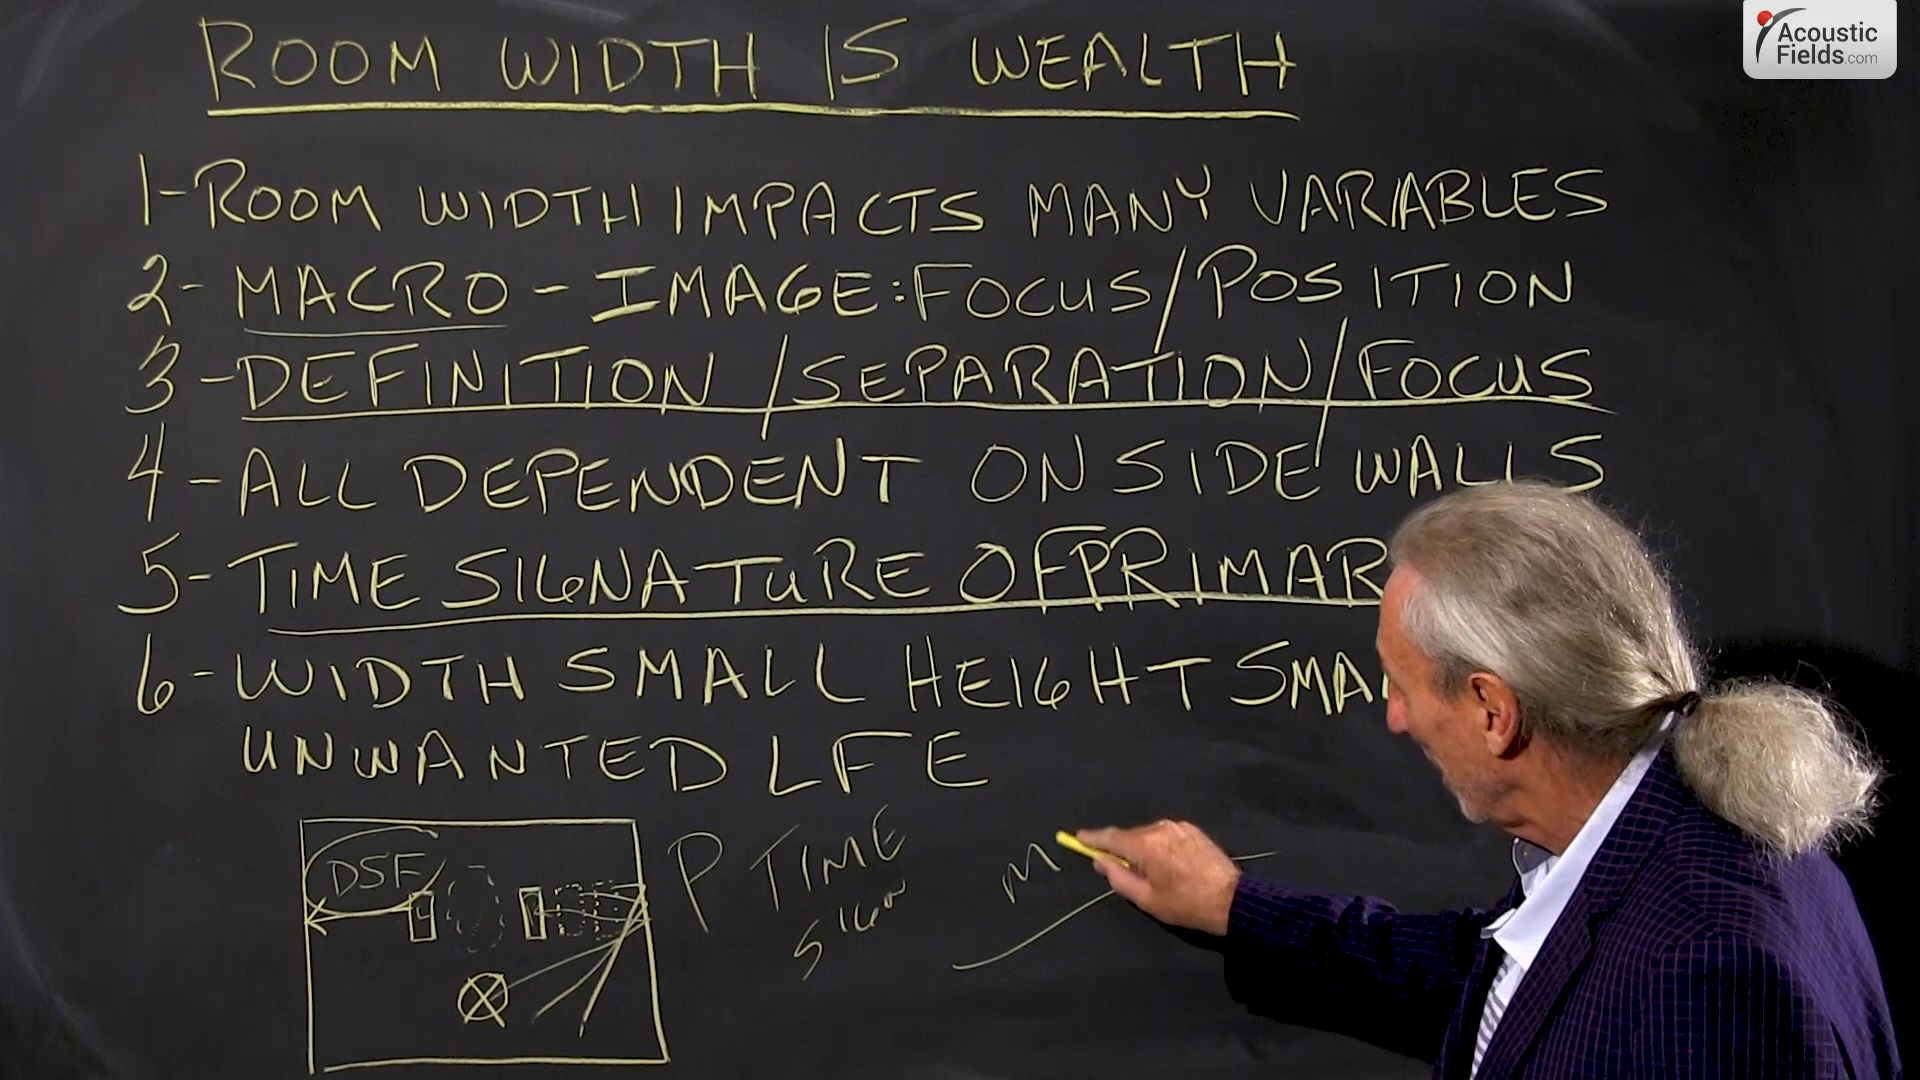 Acoustic
Fields.com
ROOM WIDTH IS WEALTH
1-ROOM WIDTH IMPACTS MANY VARIABLES
2- MACRO - IMAGE:FOCUS/POSITION
3-DEFINITION/SEPARATION/FOCUS
4-ALL DEPENDENT ON SIDE WALLS
5-TIME SIGNATURE OF PRIMAR
6-WIDTH SMALL HEIGHT SMA
UNWANTED LFE
DSF
P TIME
SIGN
M